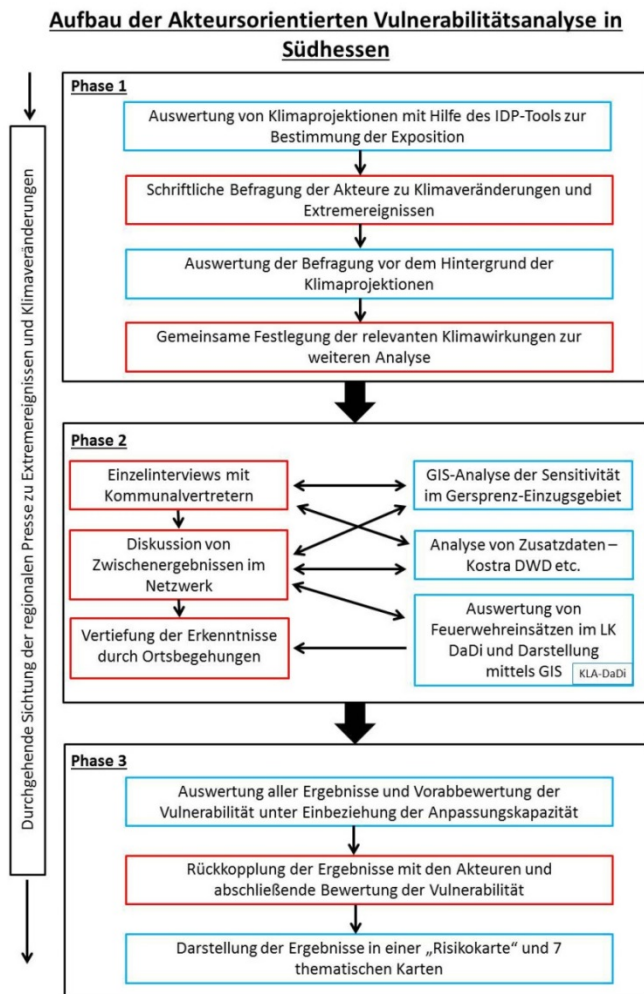 Aufbau der Akteursorientierten Vulnerabilitätsanalyse in
Südhessen
Durchgehende Sichtung der regionalen Presse zu Extremereignissen und Klimaveränderungen
Phase 1
Auswertung von Klimaprojektionen mit Hilfe des IDP-Tools zur
Bestimmung der Exposition
Schriftliche Befragung der Akteure zu Klimaveränderungen und
Extremereignissen
Auswertung der Befragung vor dem Hintergrund der
Klimaprojektionen
Gemeinsame Festlegung der relevanten Klimawirkungen zur
weiteren Analyse
Phase 2
Einzelinterviews mit
Kommunalvertretern
Diskussion von
Zwischenergebnissen im
Netzwerk
Vertiefung der Erkenntnisse
durch Ortsbegehungen
GIS-Analyse der Sensitivität
im Gersprenz-Einzugsgebiet
Analyse von Zusatzdaten –
Kostra DWD etc.
Auswertung von
Feuerwehreinsätzen im LK
DaDi und Darstellung
mittels GIS
KLA-DaDi
Phase 3
Auswertung aller Ergebnisse und Vorabbewertung der
Vulnerabilität unter Einbeziehung der Anpassungskapazität
Rückkopplung der Ergebnisse mit den Akteuren und
abschließende Bewertung der Vulnerabilität
Darstellung der Ergebnisse in einer „Risikokarte“ und 7
thematischen Karten